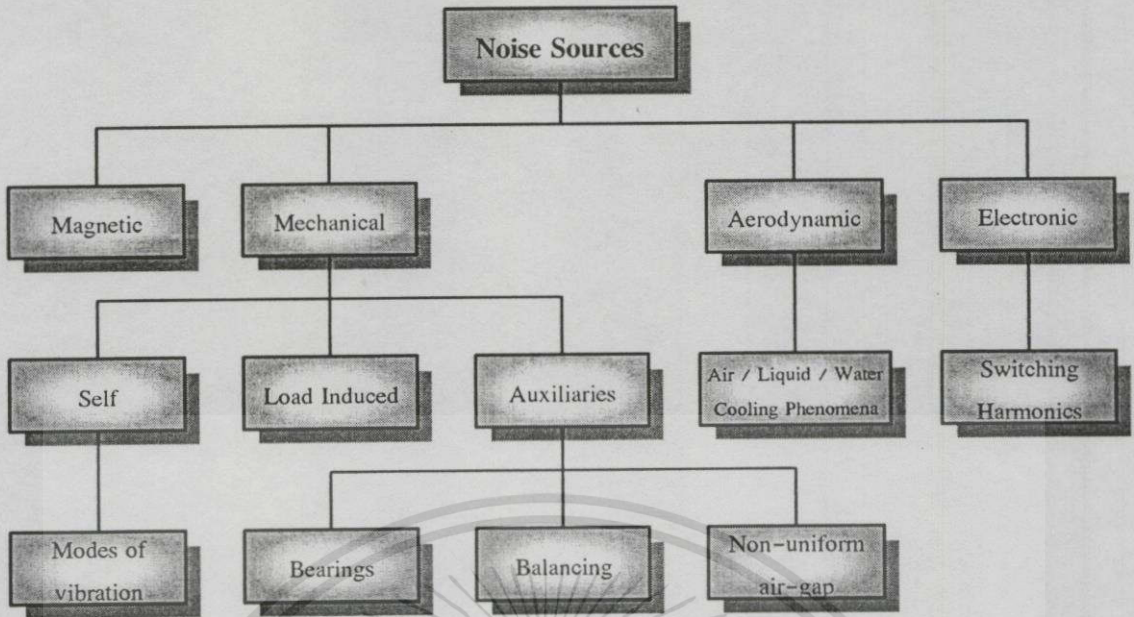 Noise Sources
Magnetic
Mechanical
Aerodynamic
Electronic
Self
Load Induced
Auxiliaries
Air / Liquid / Water
Cooling Phenomena
Switching
Harmonics
Modes of
vibration
Bearings
Balancing
Non-uniform
air-gap